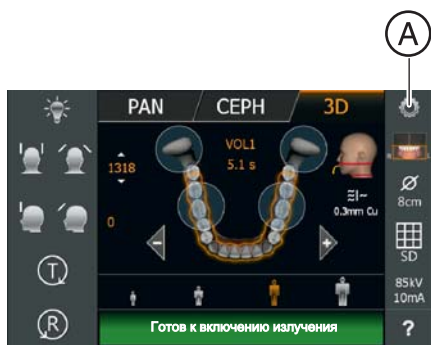 A
PAN
CEPH
3D
VOL1
5.1 s
1318
0
0.3mm Cu
8cm
SD
85kV
10mA
T
R
Готов к включению излучения
?